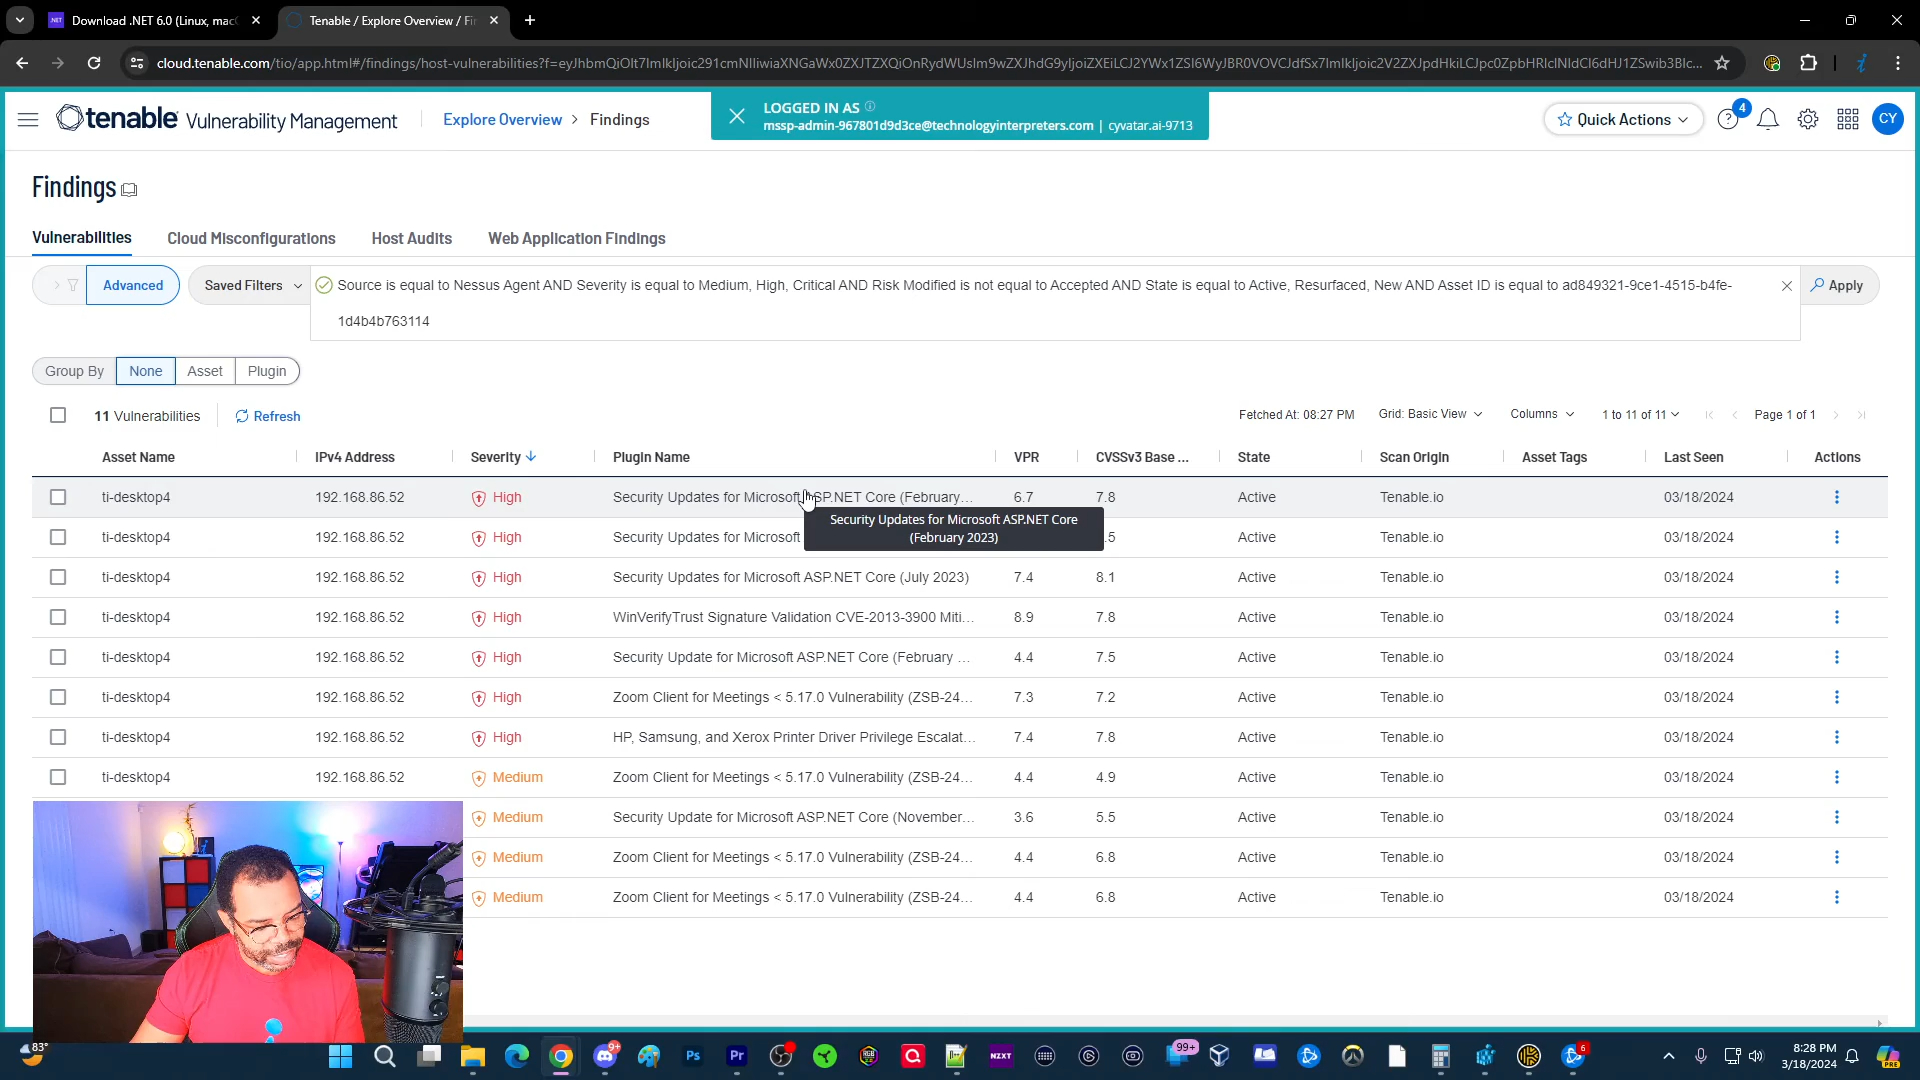 Download .NET 6.0 (Linux, mac
Tenable / Explore Overview / Fi
cloud.tenable.com
tenable Vulnerability Management
Explore Overview > Findings
LOGGED IN AS
mssp-admin-967801d9d3ce@technologyinterpreters.com | cyvatar.ai-9713
Quick Actions
4
CY
Findings
Vulnerabilities
Cloud Misconfigurations
Host Audits
Web Application Findings
Advanced
Saved Filters
Source is equal to Nessus Agent AND Severity is equal to Medium, High, Critical AND Risk Modified is not equal to Accepted AND State is equal to Active, Resurfaced, New AND Asset ID is equal to ad849321-9ce1-4515-b4fe-
1d4b4b763114
Apply
Group By None Asset Plugin
11 Vulnerabilities Refresh
Fetched At: 08:27 PM Grid: Basic View Columns 1 to 11 of 11 Page 1 of 1
Asset Name IPv4 Address Severity Plugin Name VPR CVSSv3 Base ... State Scan Origin Asset Tags Last Seen Actions
ti-desktop4 192.168.86.52 High Security Updates for Microsoft ASP.NET Core (February... 6.7 7.8 Active Tenable.io 03/18/2024
Security Updates for Microsoft ASP.NET Core
(February 2023)
ti-desktop4 192.168.86.52 High Security Updates for Microsoft .5 Active Tenable.io 03/18/2024
ti-desktop4 192.168.86.52 High Security Updates for Microsoft ASP.NET Core (July 2023) 7.4 8.1 Active Tenable.io 03/18/2024
ti-desktop4 192.168.86.52 High WinVerifyTrust Signature Validation CVE-2013-3900 Miti... 8.9 7.8 Active Tenable.io 03/18/2024
ti-desktop4 192.168.86.52 High Security Update for Microsoft ASP.NET Core (February ... 4.4 7.5 Active Tenable.io 03/18/2024
ti-desktop4 192.168.86.52 High Zoom Client for Meetings < 5.17.0 Vulnerability (ZSB-24... 7.3 7.2 Active Tenable.io 03/18/2024
ti-desktop4 192.168.86.52 High HP, Samsung, and Xerox Printer Driver Privilege Escalat... 7.4 7.8 Active Tenable.io 03/18/2024
ti-desktop4 192.168.86.52 Medium Zoom Client for Meetings < 5.17.0 Vulnerability (ZSB-24... 4.4 4.9 Active Tenable.io 03/18/2024
Medium Security Update for Microsoft ASP.NET Core (November... 3.6 5.5 Active Tenable.io 03/18/2024
Medium Zoom Client for Meetings < 5.17.0 Vulnerability (ZSB-24... 4.4 6.8 Active Tenable.io 03/18/2024
Medium Zoom Client for Meetings < 5.17.0 Vulnerability (ZSB-24... 4.4 6.8 Active Tenable.io 03/18/2024
83°
9+
Ps
Pr
NZXT
99+
6
8:28 PM
3/18/2024
PRE